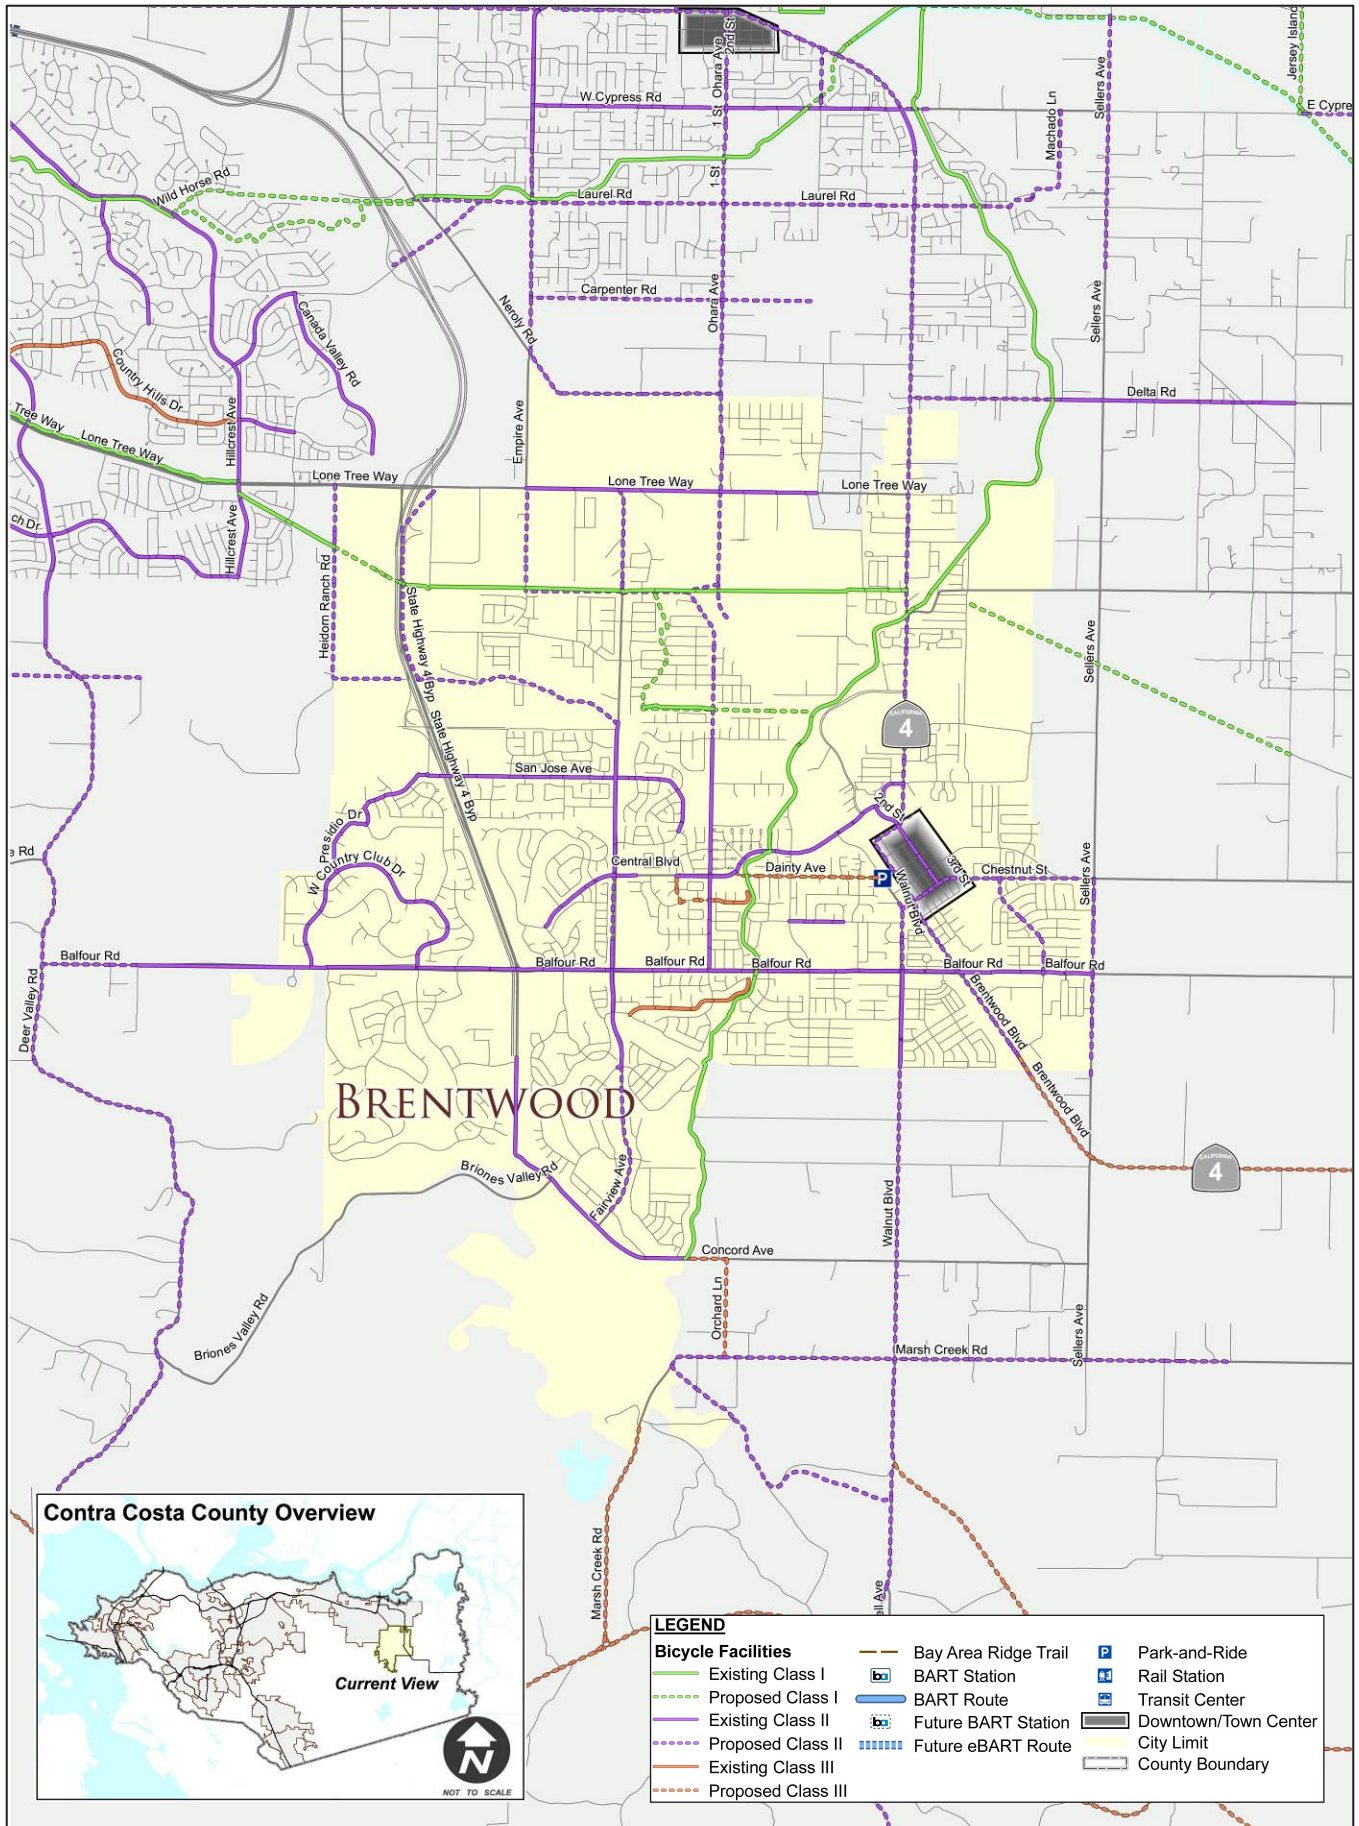 2nd St
Ohara Ave
Sellers Ave
Jersey Island
W Cypress Rd
1 St
Machado Ln
E Cypre
1 St
Wild Horse Rd
Laurel Rd
Laurel Rd
Carpenter Rd
Ohara Ave
Neroly Rd
Sellers Ave
Canada Valley Rd
Country Hills Dr
Delta Rd
Tree Way
Lone Tree Way
Hillcrest Ave
Empire Ave
Lone Tree Way
Lone Tree Way
Lone Tree Way
ch Dr
Hillcrest Ave
Heidorn Ranch Rd
State Highway 4 Byp
Sellers Ave
CALIFORNIA
4
State Highway 4 Byp
San Jose Ave
Presidio Dr
2nd St
W Country Club Dr
Central Blvd
Dainty Ave
P
3rd St
Chestnut St
Walnut Blvd
Sellers Ave
e Rd
Balfour Rd
Balfour Rd
Balfour Rd
Balfour Rd
Balfour Rd
Balfour Rd
Deer Valley Rd
Brentwood Blvd
Brentwood Blvd
BRENTWOOD
Briones Valley Rd
Fairview Ave
CALIFORNIA
4
Walnut Blvd
Concord Ave
Orchard Ln
Briones Valley Rd
Sellers Ave
Marsh Creek Rd
Marsh Creek Rd
ell Ave
Contra Costa County Overview
Current View
N
NOT TO SCALE
LEGEND
Bicycle Facilities
Existing Class I
Proposed Class I
Existing Class II
Proposed Class II
Existing Class III
Proposed Class III
Bay Area Ridge Trail
ba BART Station
BART Route
ba Future BART Station
Future eBART Route
P Park-and-Ride
Rail Station
Transit Center
Downtown/Town Center
City Limit
County Boundary